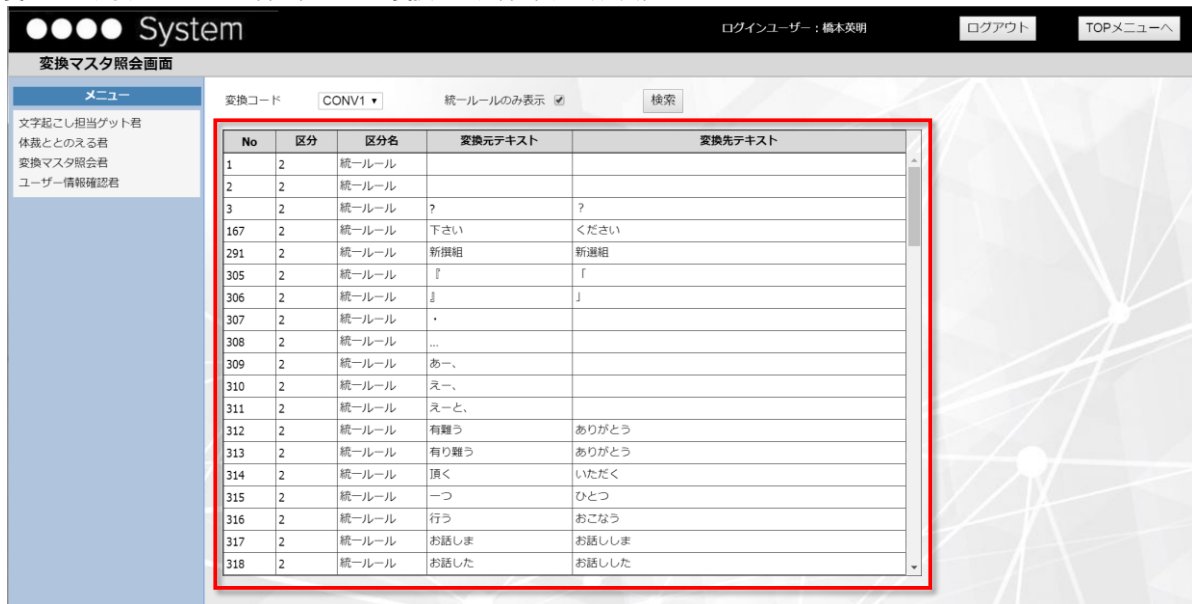 ●●●● System ログインユーザー：橋本英明 ログアウト TOPメニューへ
変換マスタ照会画面
メニュー
文字起こし担当ゲット君
体裁ととのえる君
変換マスタ照会君
ユーザー情報確認君
変換コード CONV1 統一ルールのみ表示 検索
No 区分 区分名 変換元テキスト 変換先テキスト
1 2 統一ルール
2 2 統一ルール
3 2 統一ルール ? ？
167 2 統一ルール 下さい ください
291 2 統一ルール 新撰組 新選組
305 2 統一ルール 『 「
306 2 統一ルール 』 」
307 2 統一ルール ・
308 2 統一ルール …
309 2 統一ルール あー、
310 2 統一ルール えー、
311 2 統一ルール えーと、
312 2 統一ルール 有難う ありがとう
313 2 統一ルール 有り難う ありがとう
314 2 統一ルール 頂く いただく
315 2 統一ルール 一つ ひとつ
316 2 統一ルール 行う おこなう
317 2 統一ルール お話しま お話ししま
318 2 統一ルール お話した お話しした